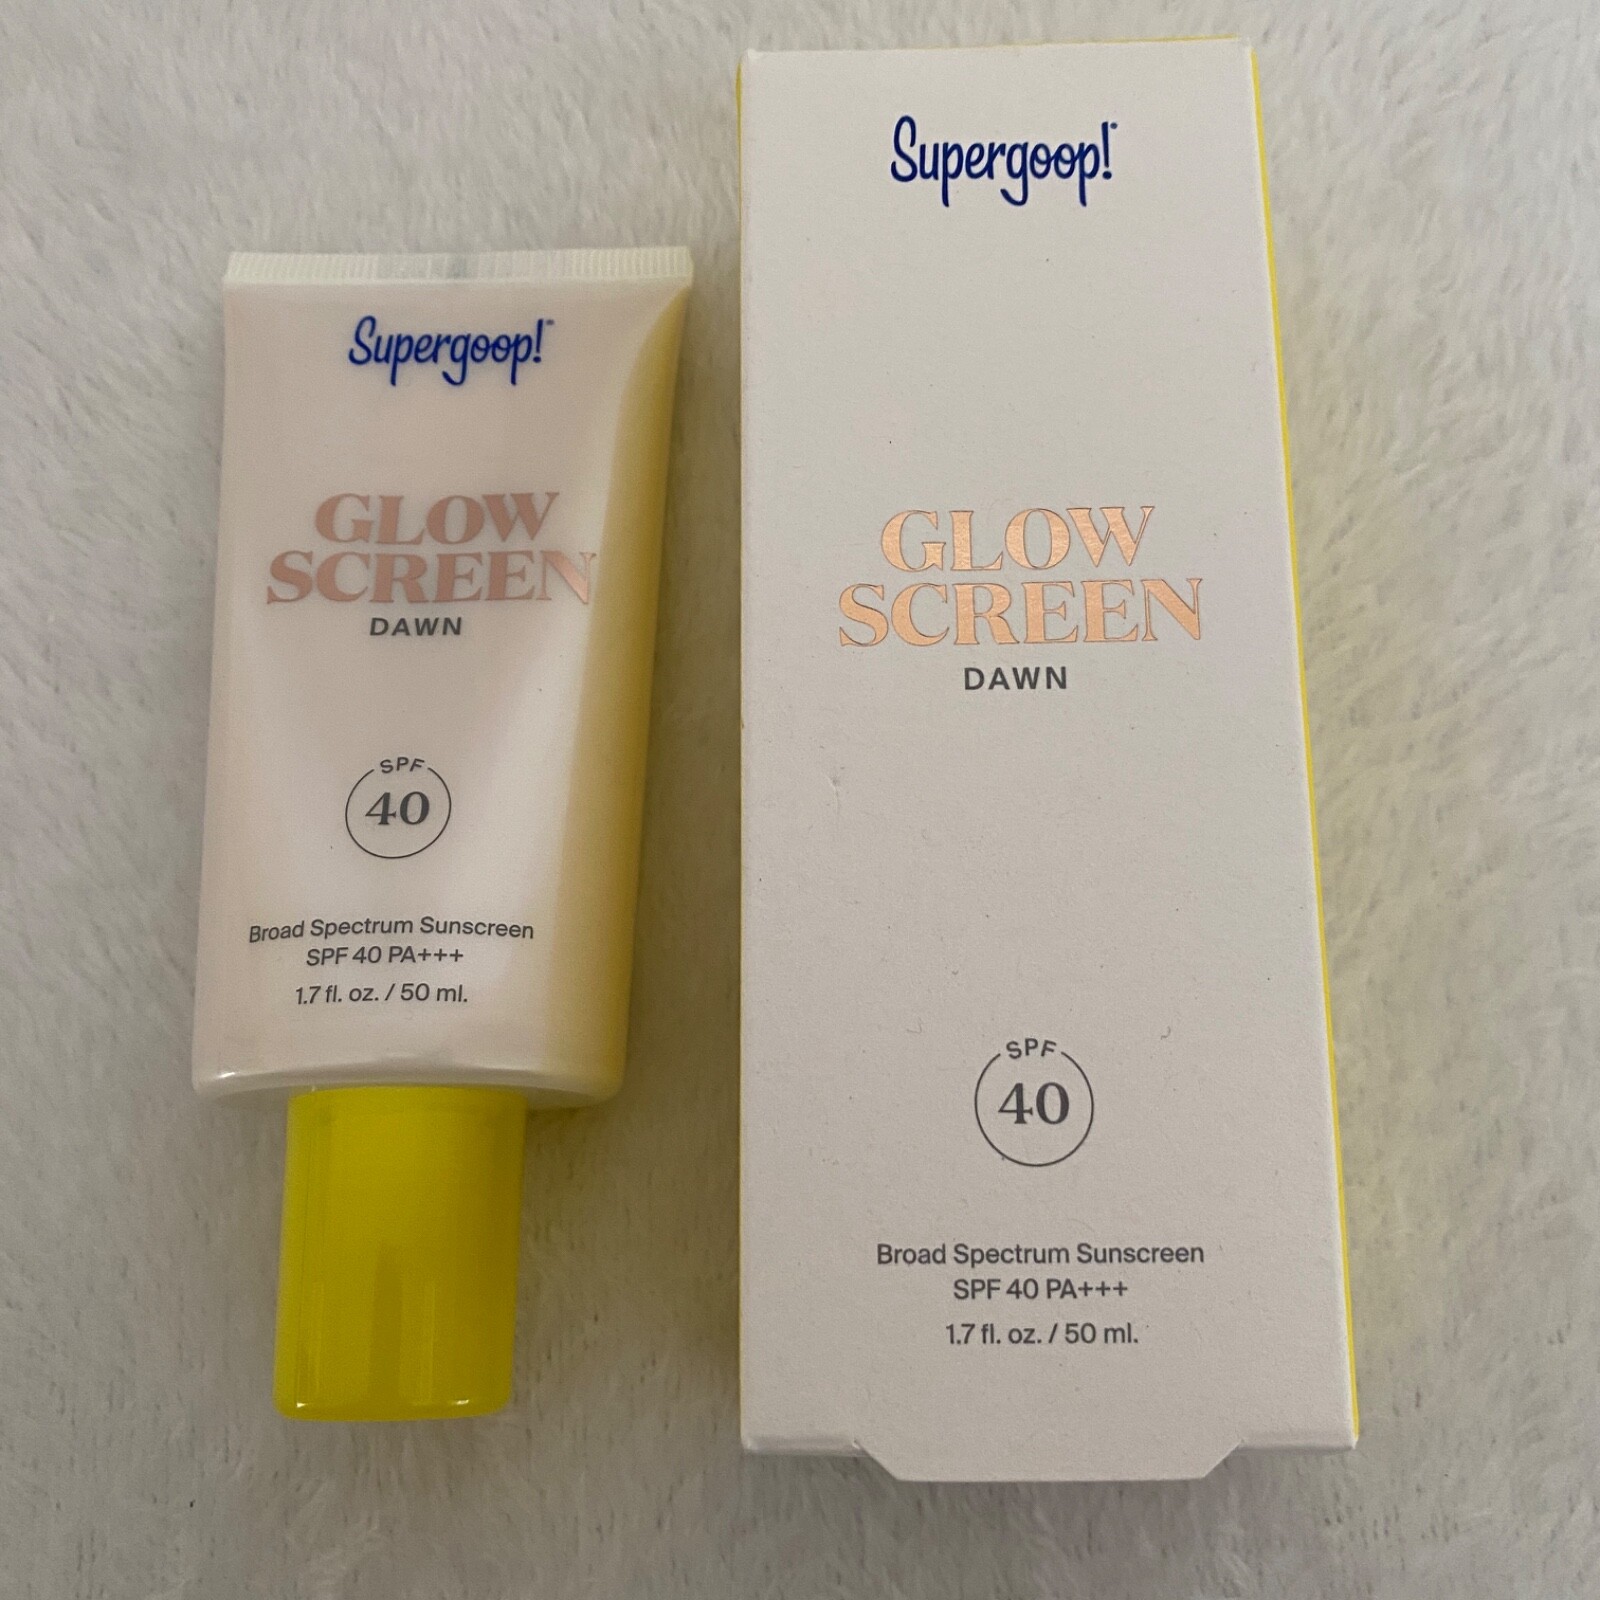 Supergoop!
GLOW
SCREEN
DAWN
SPF
40
Broad Spectrum Sunscreen
SPF 40 PA+++
1.7 fl. oz. / 50 ml.
Supergoop!
GLOW
SCREEN
DAWN
SPF
40
Broad Spectrum Sunscreen
SPF 40 PA+++
1.7 fl. oz. / 50 ml.